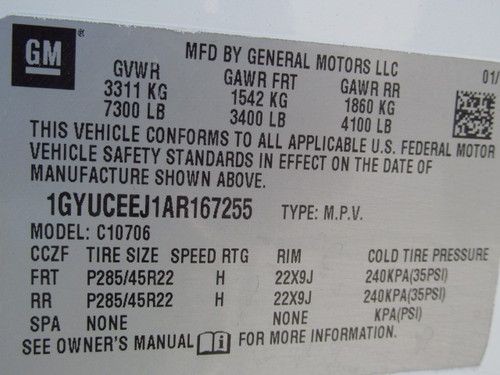 GM
MFD BY GENERAL MOTORS LLC
01/
GVWR GAWR FRT GAWR RR
3311 KG 1542 KG 1860 KG
7300 LB 3400 LB 4100 LB
THIS VEHICLE CONFORMS TO ALL APPLICABLE U.S. FEDERAL MOTOR
VEHICLE SAFETY STANDARDS IN EFFECT ON THE DATE OF
MANUFACTURE SHOWN ABOVE.
1GYUCEEJ1AR167255 TYPE: M.P.V.
MODEL: C10706
CCZF TIRE SIZE SPEED RTG RIM COLD TIRE PRESSURE
FRT P285/45R22 H 22X9J 240KPA(35PSI)
RR P285/45R22 H 22X9J 240KPA(35PSI)
SPA NONE NONE KPA(PSI)
SEE OWNER'S MANUAL i FOR MORE INFORMATION.